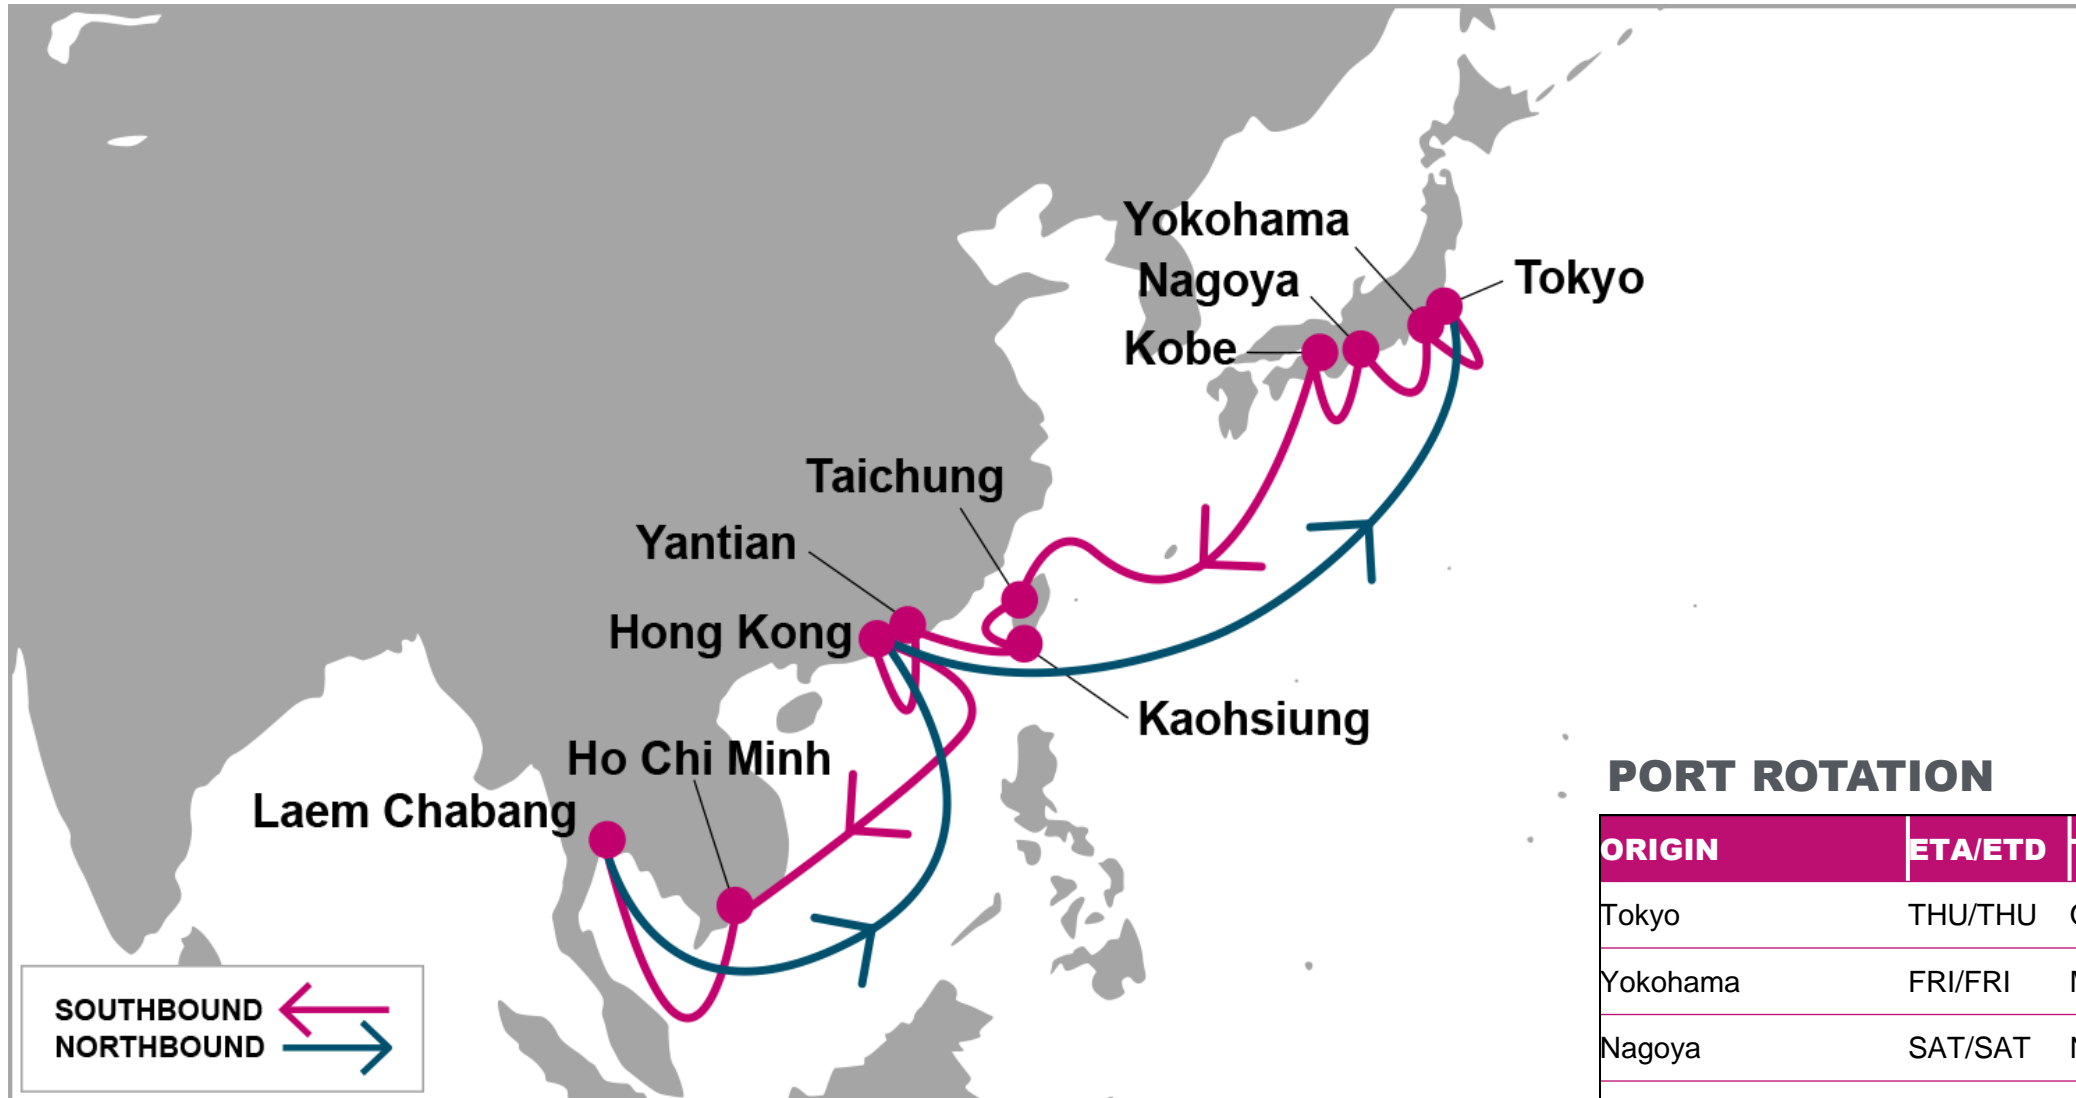 Yokohama
Nagoya
Tokyo
Kobe
Taichung
Yantian
Hong Kong
Kaohsiung
Ho Chi Minh
Laem Chabang
SOUTHBOUND
NORTHBOUND
PORT ROTATION
ORIGIN ETA/ETD
Tokyo THU/THU
Yokohama FRI/FRI
Nagoya SAT/SAT